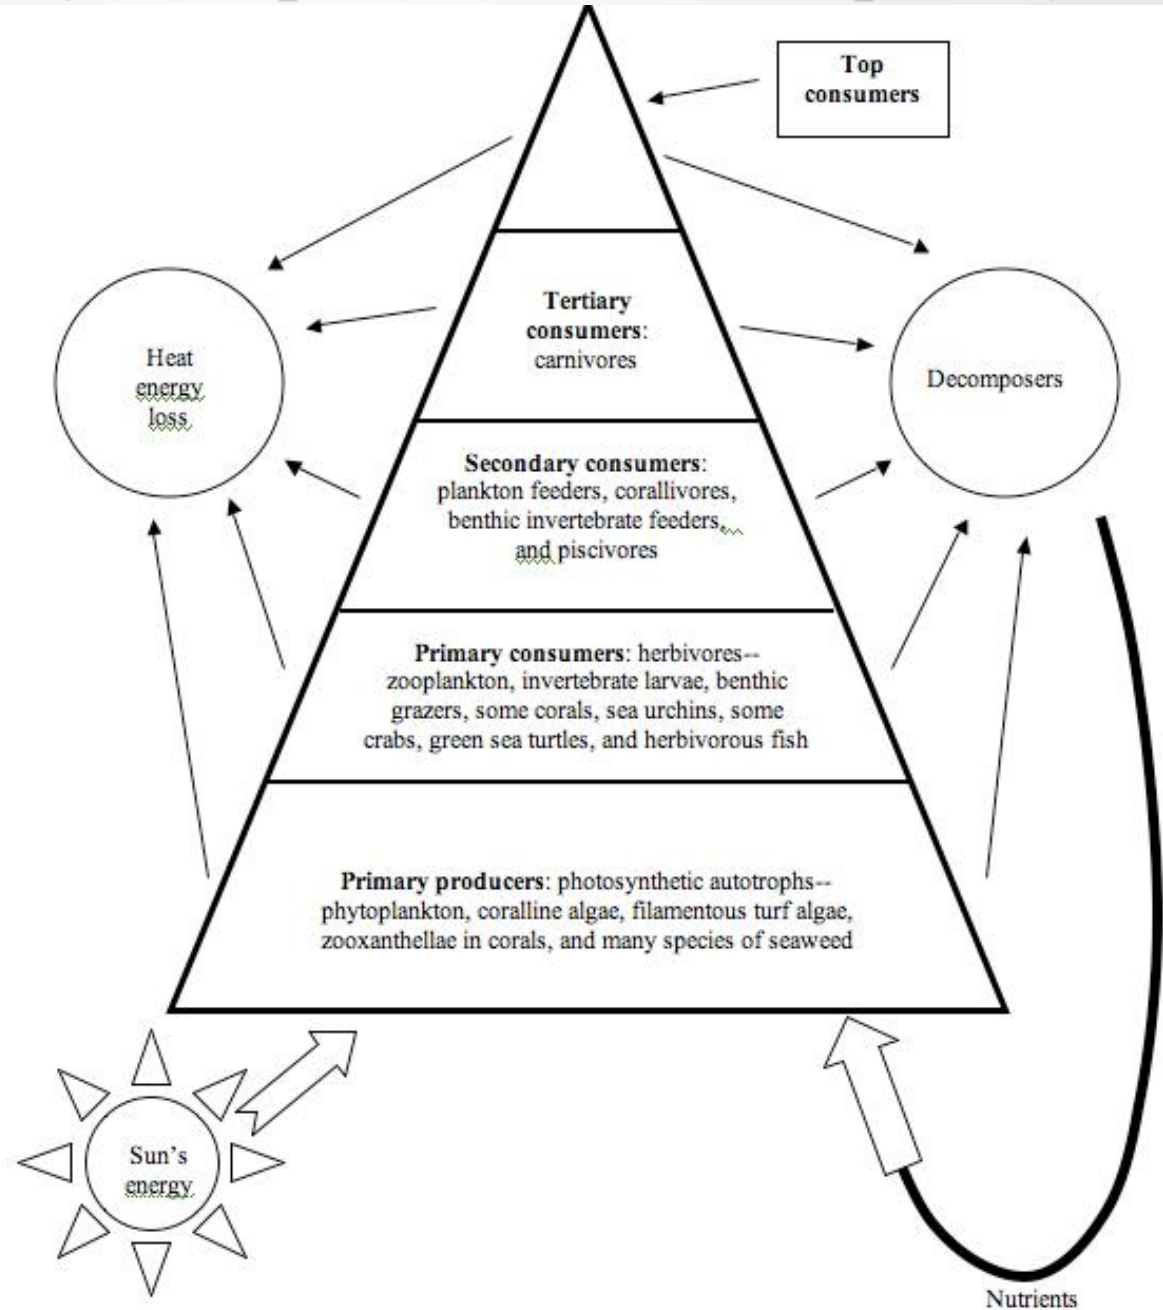 Top
consumers
Tertiary
consumers:
carnivores
Heat
energy
loss
Decomposers
Secondary consumers:
plankton feeders, corallivores,
benthic invertebrate feeders,
and piscivores
Primary consumers: herbivores--
zooplankton, invertebrate larvae, benthic
grazers, some corals, sea urchins, some
crabs, green sea turtles, and herbivorous fish
Primary producers: photosynthetic autotrophs--
phytoplankton, coralline algae, filamentous turf algae,
zooxanthellae in corals, and many species of seaweed
Sun’s
energy
Nutrients